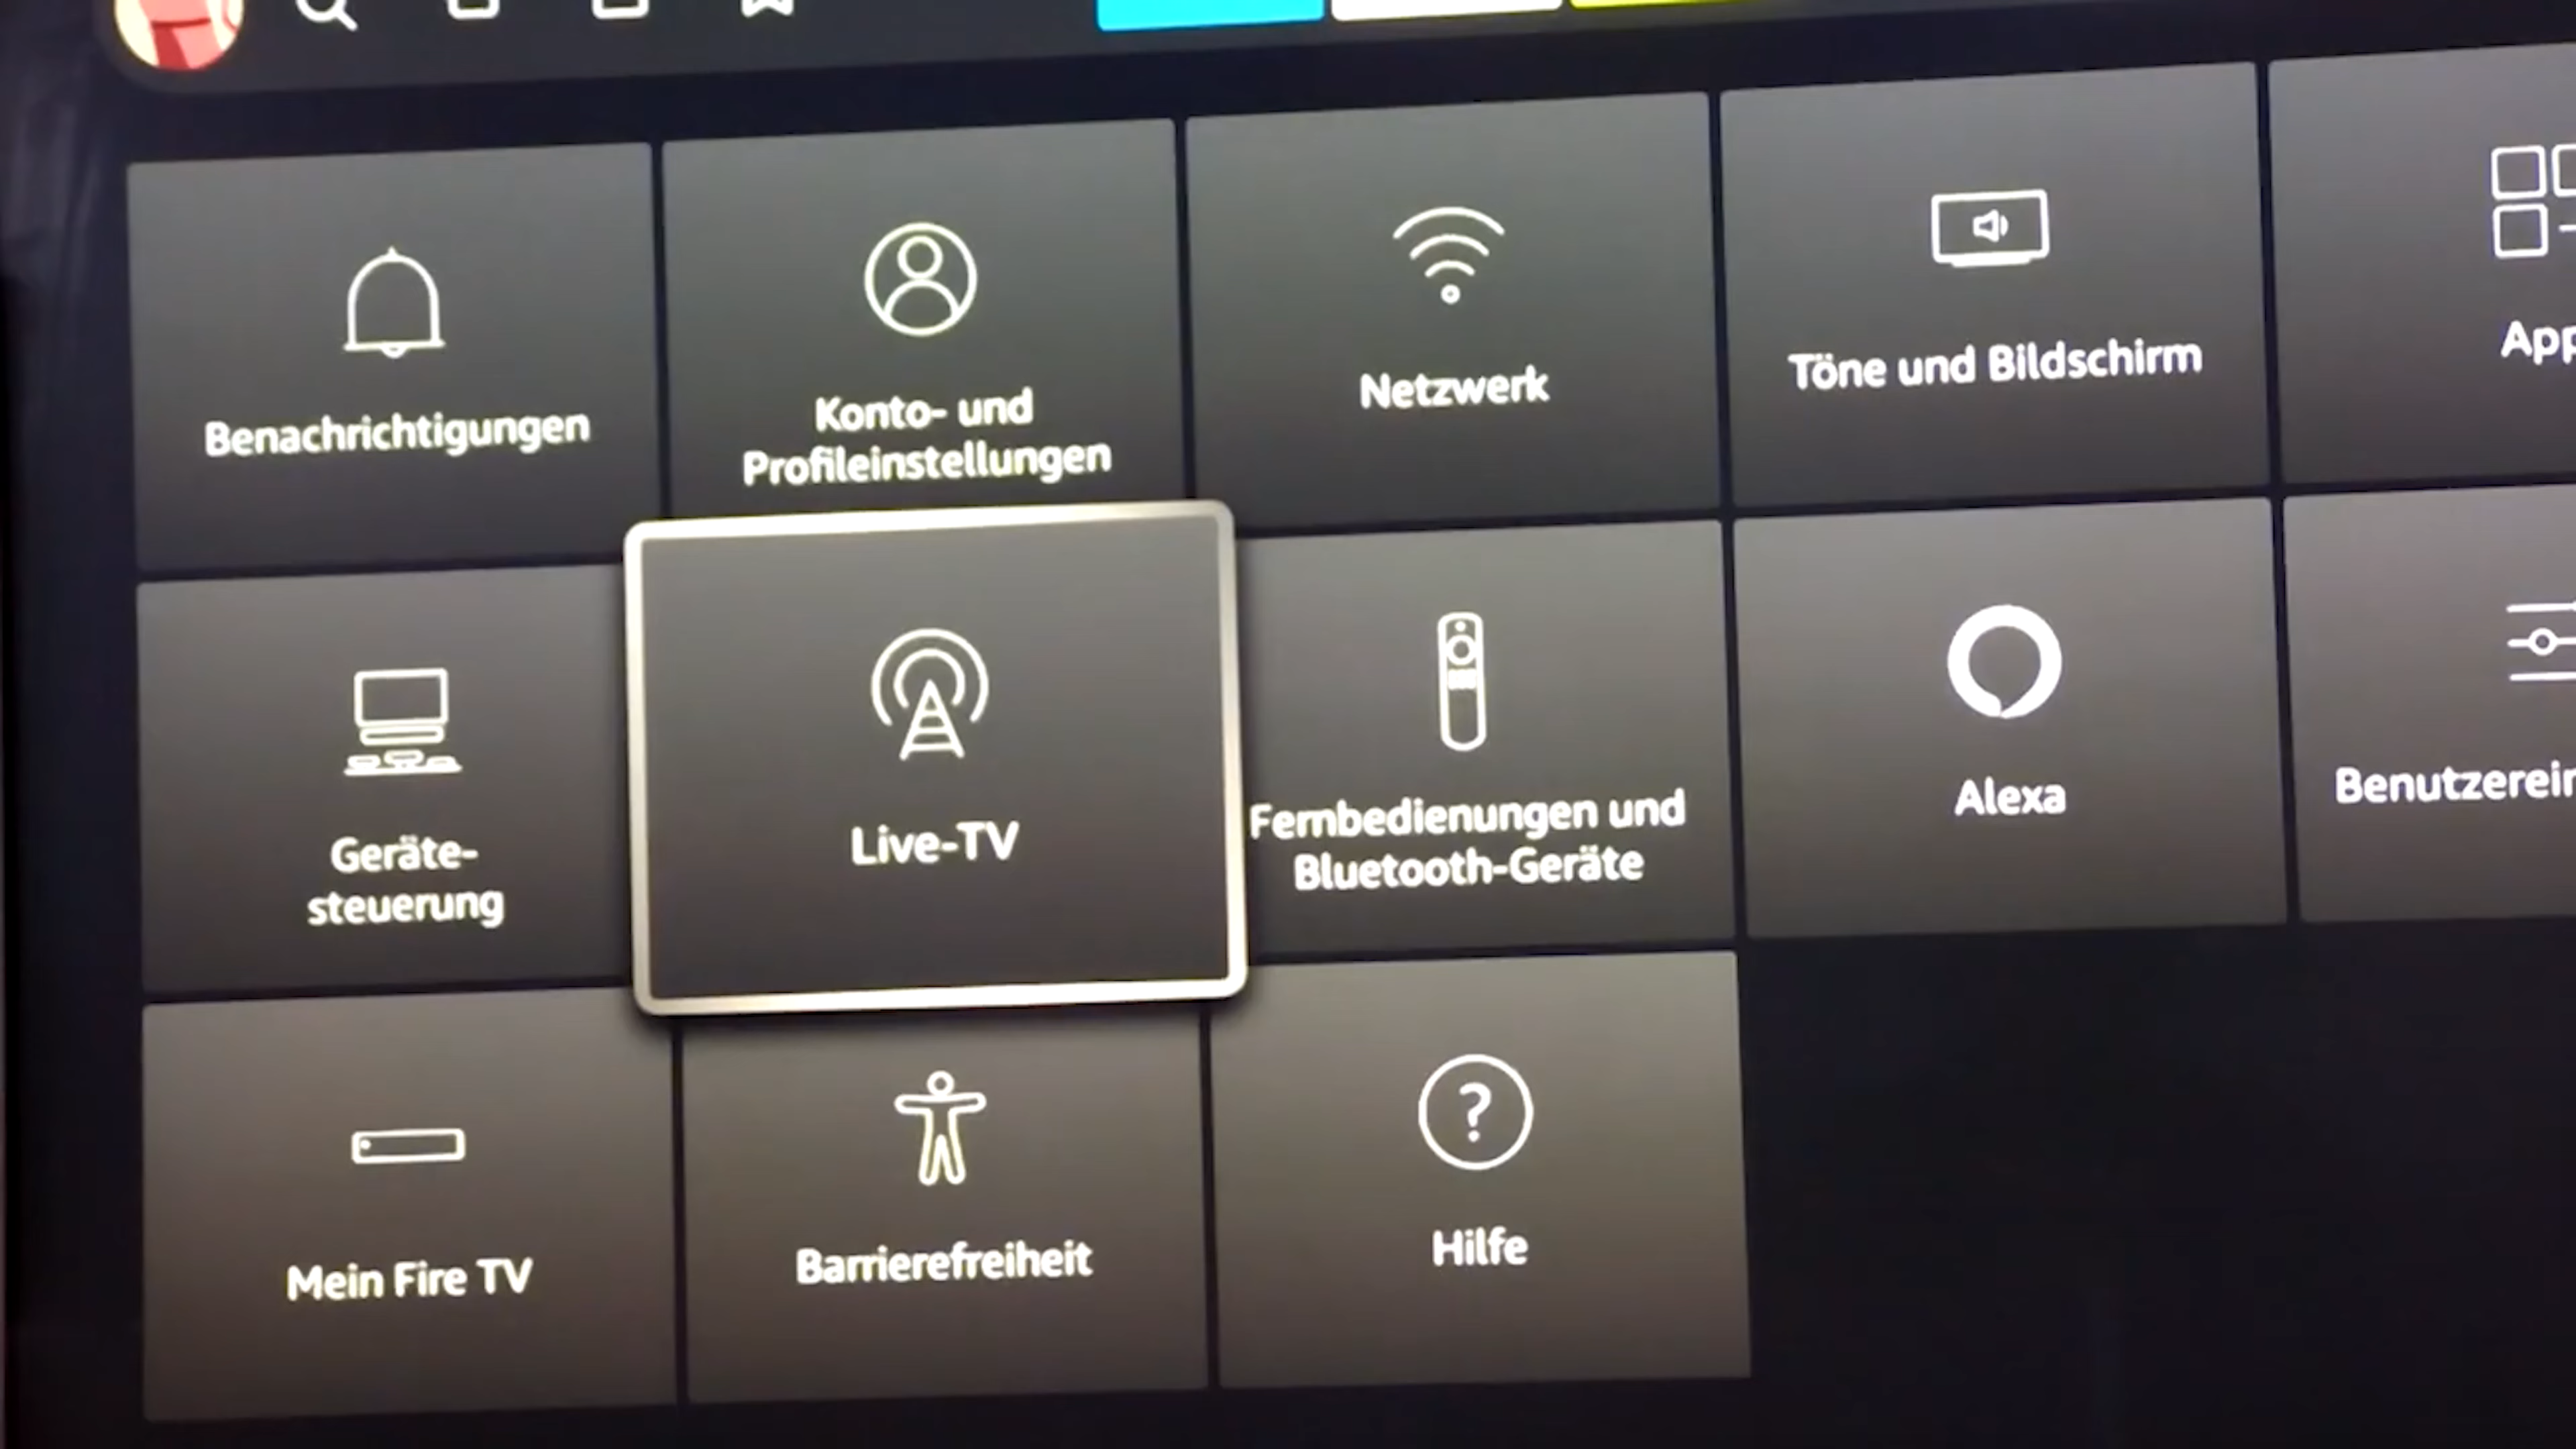 Benachrichtigungen
Konto- und
Profileinstellungen
Netzwerk
Töne und Bildschirm
Geräte-
steuerung
Live-TV
Fernbedienungen und
Bluetooth-Geräte
Alexa
Mein Fire TV
Barrierefreiheit
Hilfe